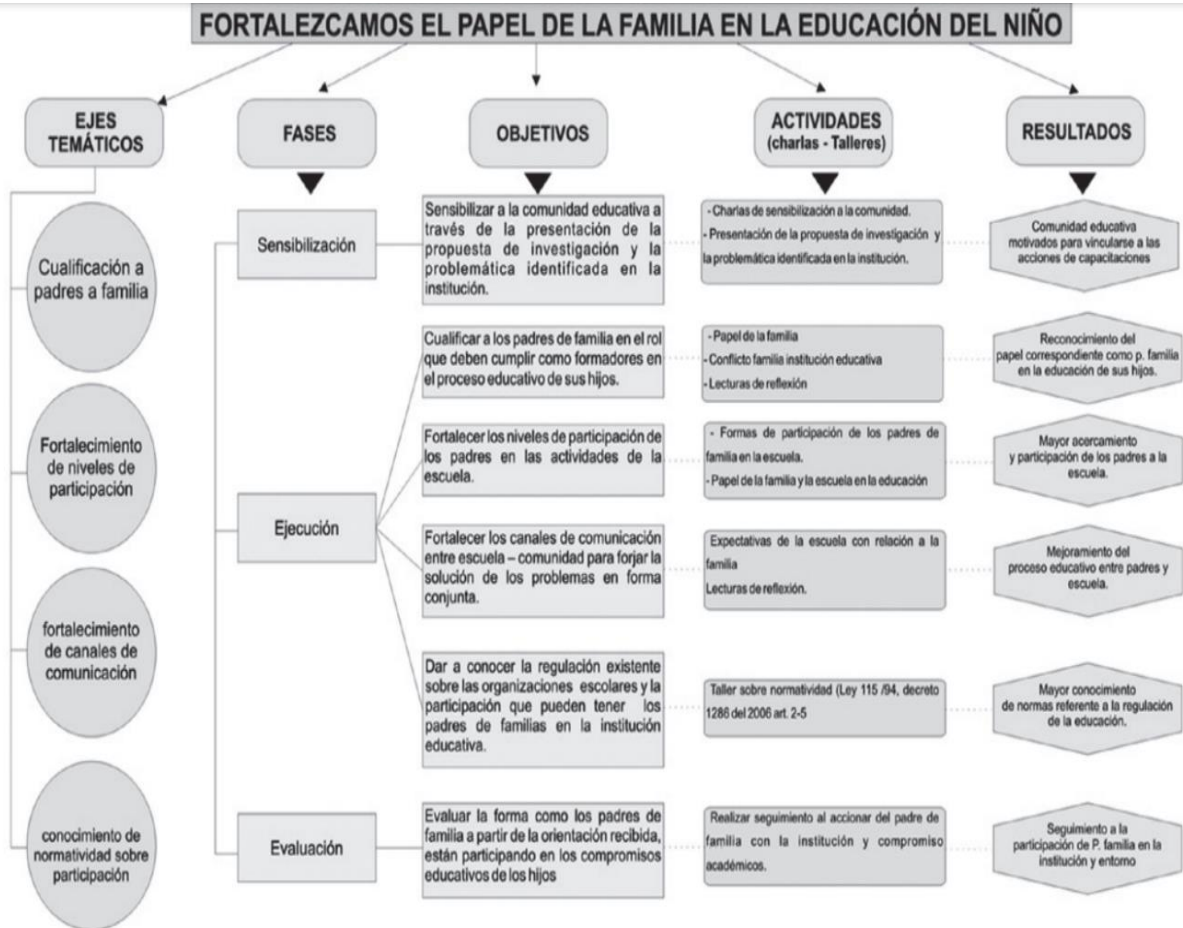 FORTALEZCAMOS EL PAPEL DE LA FAMILIA EN LA EDUCACIÓN DEL NIÑO
EJES
TEMÁTICOS
FASES
OBJETIVOS
ACTIVIDADES
(charlas - Talleres)
RESULTADOS
Cualificación a
padres a familia
Fortalecimiento
de niveles de
participación
fortalecimiento
de canales de
comunicación
conocimiento de
normatividad sobre
participación
Sensibilización
Sensibilizar a la comunidad educativa a
través de la presentación de la
propuesta de investigación y la
problemática identificada en la
institución.
- Charlas de sensibilización a la comunidad.
- Presentación de la propuesta de investigación y
la problemática identificada en la institución.
Comunidad educativa
motivados para vincularse a las
acciones de capacitaciones
Ejecución
Cualificar a los padres de familia en el rol
que deben cumplir como formadores en
el proceso educativo de sus hijos.
- Papel de la familia
- Conflicto familia institución educativa
- Lecturas de reflexión
Reconocimiento del
papel correspondiente como p. familia
en la educación de sus hijos.
Fortalecer los niveles de participación de
los padres en las actividades de la
escuela.
- Formas de participación de los padres de
familia en la escuela.
- Papel de la familia y la escuela en la educación
Mayor acercamiento
y participación de los padres a la
escuela.
Fortalecer los canales de comunicación
entre escuela – comunidad para forjar la
solución de los problemas en forma
conjunta.
Expectativas de la escuela con relación a la
familia
Lecturas de reflexión.
Mejoramiento del
proceso educativo entre padres y
escuela.
Dar a conocer la regulación existente
sobre las organizaciones escolares y la
participación que pueden tener los
padres de familias en la institución
educativa.
Taller sobre normatividad (Ley 115 /94, decreto
1286 del 2006 art. 2-5
Mayor conocimiento
de normas referente a la regulación
de la educación.
Evaluación
Evaluar la forma como los padres de
familia a partir de la orientación recibida,
están participando en los compromisos
educativos de los hijos
Realizar seguimiento al accionar del padre de
familia con la institución y compromiso
académicos.
Seguimiento a la
participación de P. familia en la
institución y entorno